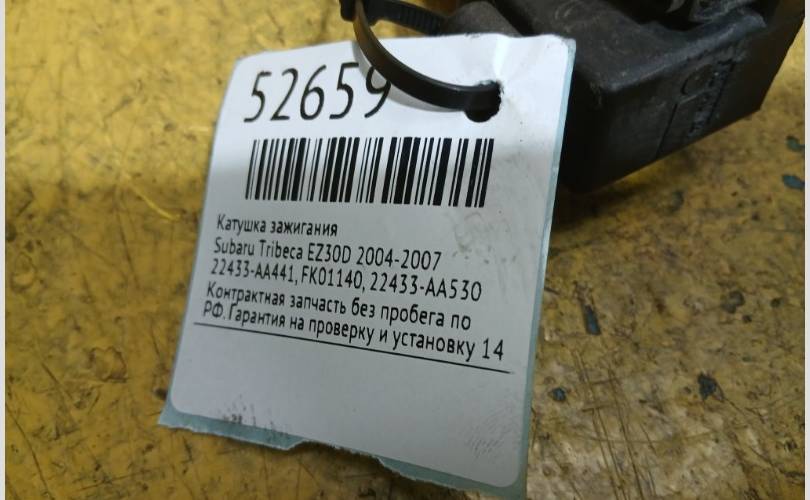 52659
Катушка зажигания
Subaru Tribeca EZ30D 2004-2007
22433-AA441, FK01140, 22433-AA530
Контрактная запчасть без пробега по
РФ. Гарантия на проверку и установку 14